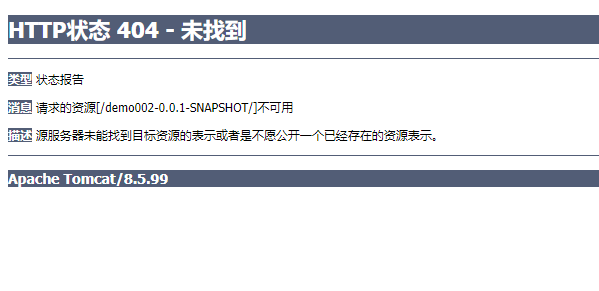 HTTP状态 404 - 未找到
类型 状态报告
消息 请求的资源[/demo002-0.0.1-SNAPSHOT/]不可用
描述 源服务器未能找到目标资源的表示或者是不愿公开一个已经存在的资源表示。
Apache Tomcat/8.5.99